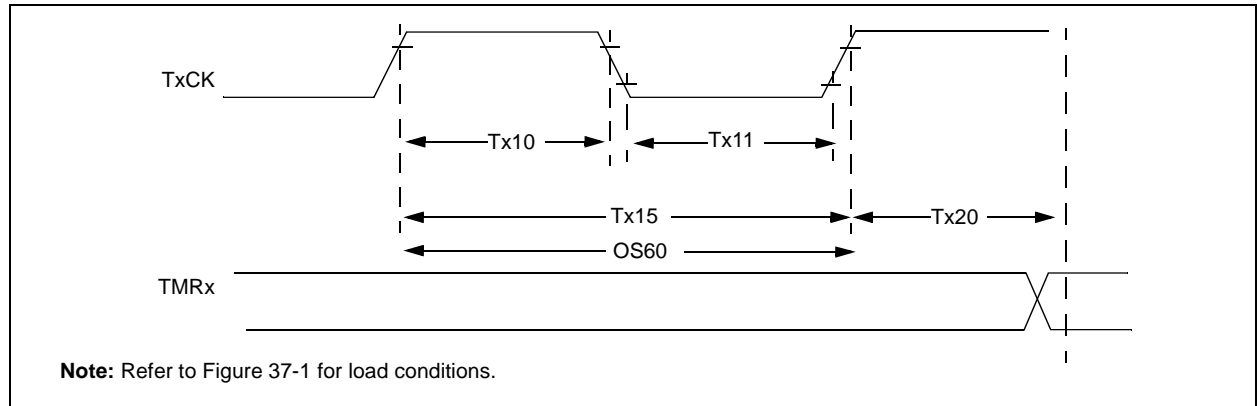 TxCK
Tx10
Tx11
Tx15
Tx20
OS60
TMRx
Note: Refer to Figure 37-1 for load conditions.